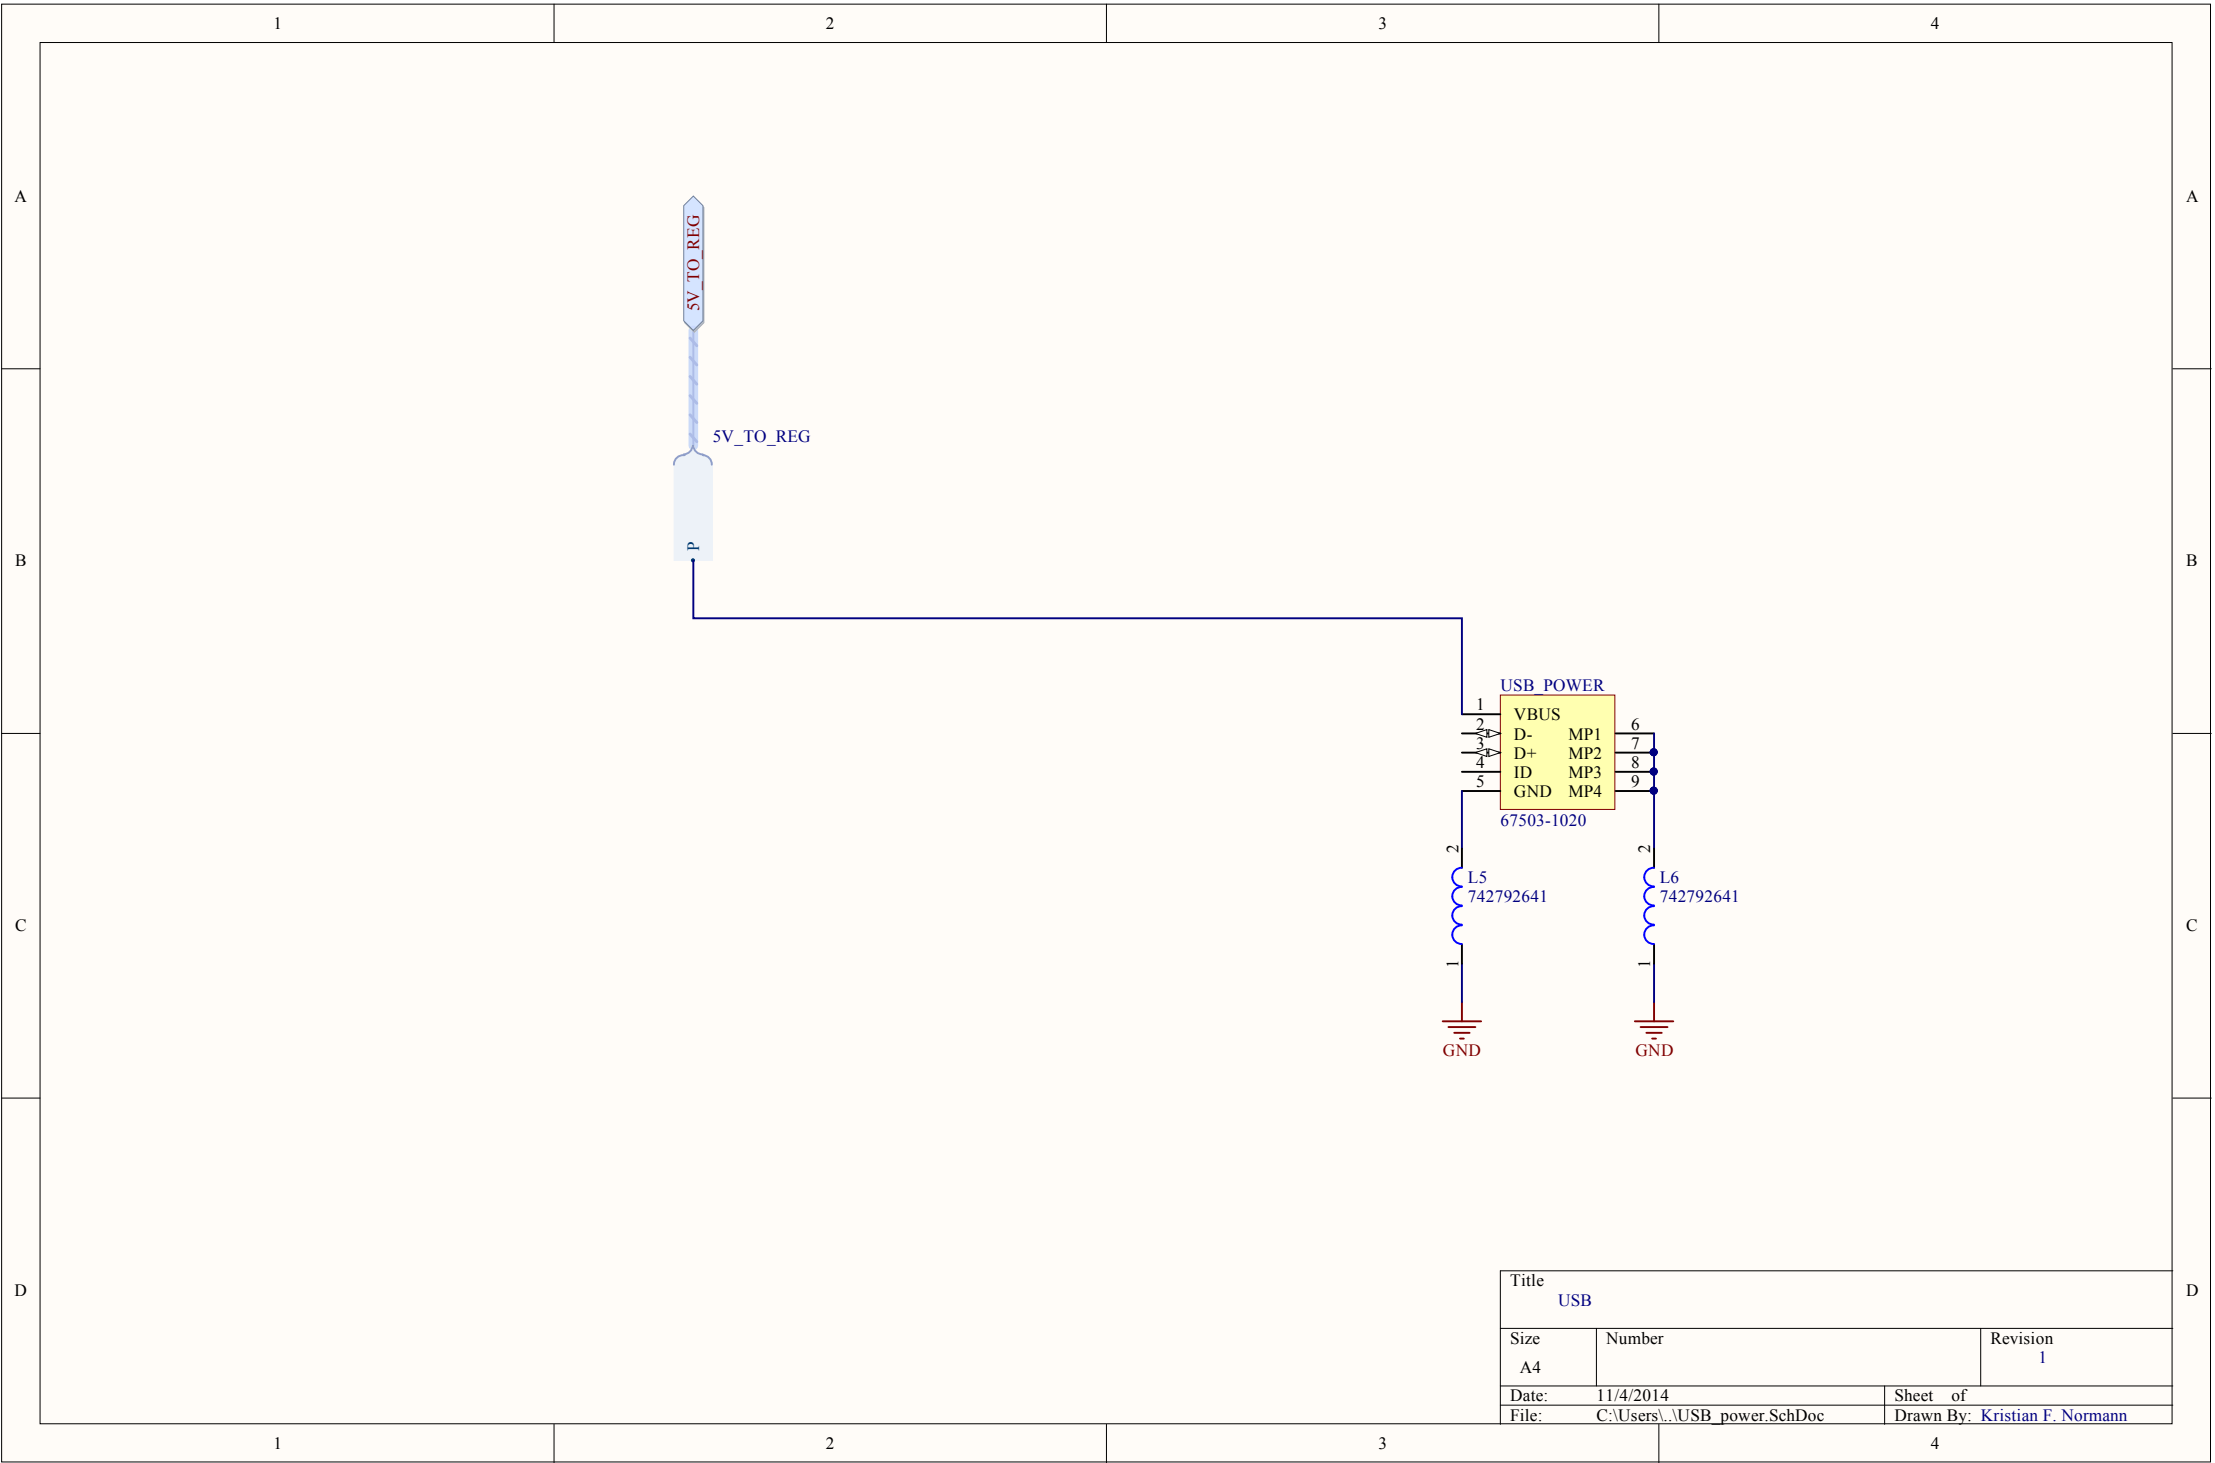 1 2 3 4
A A
5V_TO_REG
5V_TO_REG
B B
P
USB_POWER
1 VBUS
2 D- MP1 6
3 D+ MP2 7
4 ID MP3 8
5 GND MP4 9
67503-1020
2 2
L5 L6
742792641 742792641
C C
1 1
GND GND
D D
Title
USB
Size Number Revision
A4 1
Date: 11/4/2014 Sheet of
File: C:\Users\..\USB_power.SchDoc Drawn By: Kristian F. Normann
1 2 3 4